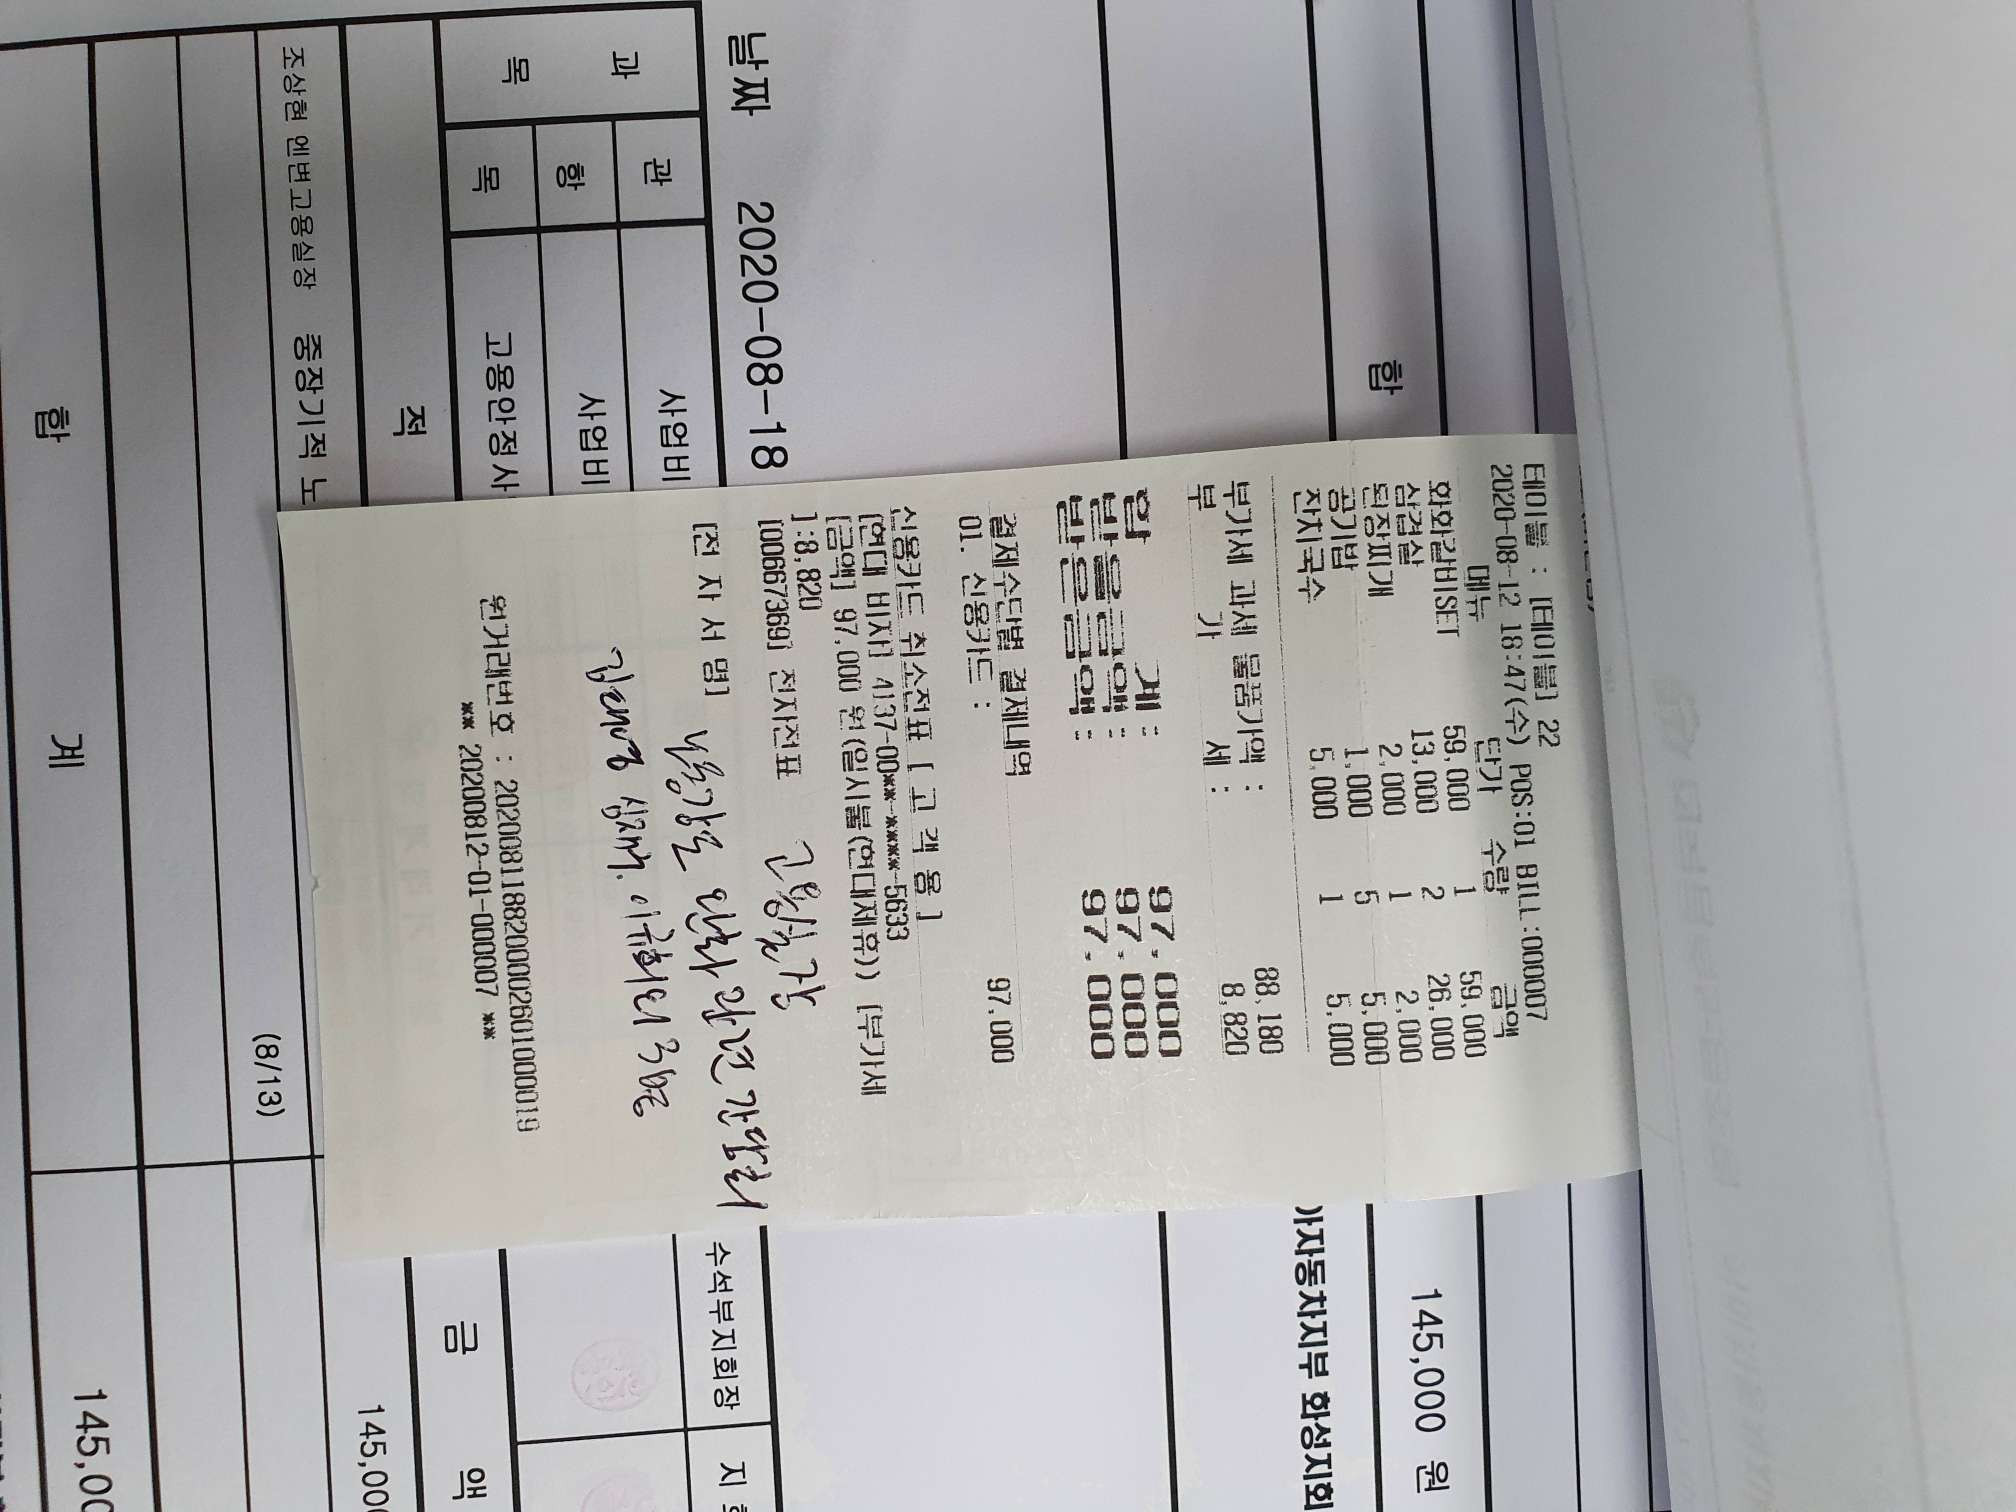 합
145,000 원
아자동차지부 화성지회
테이블 : [테이블] 22
2020-08-12 18:47(수) POS:01 BILL:000007
메뉴 단가 수량 금액
화화갈비SET 59,000 1 59,000
삼겹살 13,000 2 26,000
된장찌개 2,000 1 2,000
공기밥 1,000 5 5,000
잔치국수 5,000 1 5,000
부가세 과세 물품가액 : 88,180
부 가 세 : 8,820
합 계 : 97,000
받을금액 : 97,000
받은금액 : 97,000
결제수단별 결제내역
01. 신용카드 : 97,000
신용카드 취소전표 [ 고 객 용 ]
[현대 비자] 4137-00**-****-5633
[금액] 97,000 원(일시불(현대제휴)) [부가세
]:8,820
[00667369] 전자전표
[전 자 서 명]
원거래번호 : 202008118820002601000019
** 20200812-01-000007 **
날짜 2020-08-18
과 목
관 사업비
항 사업비
목 고용안정사
수석부지회장
적
금 액
조상현 엔변고용실장 중장기적 노
(8/13)
145,000
합 계
145,00